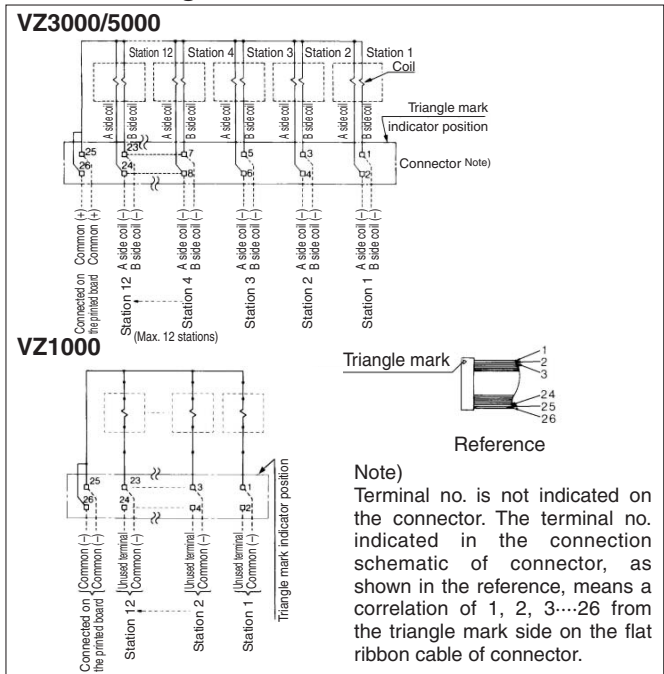 VZ3000/5000
Station 12 Station 4 Station 3 Station 2 Station 1
Coil
A side coil B side coil A side coil B side coil A side coil B side coil A side coil B side coil A side coil B side coil
Triangle mark
indicator position
25 23 7 5 3 1
Connector Note)
26 24 8 6 4 2
Common (+) Common (+) A side coil (–) B side coil (–) A side coil (–) B side coil (–) A side coil (–) B side coil (–) A side coil (–) B side coil (–) A side coil (–) B side coil (–)
Connected on
the printed board
Station 12 Station 4 Station 3 Station 2 Station 1
(Max. 12 stations)
VZ1000
25 23 3 1
26 24 4 2
Triangle mark indicator position
Common (–) Common (–) Unused terminal Common (–) Unused terminal Common (–) Unused terminal Common (–)
Connected on
the printed board
Station 12 Station 2 Station 1
Triangle mark
1
2
3
24
25
26
Reference
Note)
Terminal no. is not indicated on
the connector. The terminal no.
indicated in the connection
schematic of connector, as
shown in the reference, means a
correlation of 1, 2, 3····26 from
the triangle mark side on the flat
ribbon cable of connector.